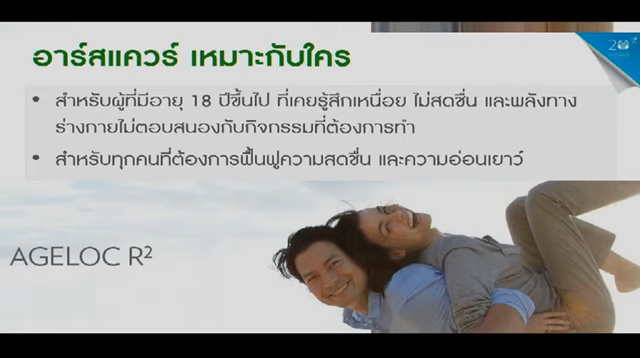 อาร์สแควร์ เหมาะกับใคร
• สำหรับผู้ที่มีอายุ 18 ปีขึ้นไป ที่เคยรู้สึกเหนื่อย ไม่สดชื่น และพลังทาง
ร่างกายไม่ตอบสนองกับกิจกรรมที่ต้องการทำ
• สำหรับทุกคนที่ต้องการฟื้นฟูความสดชื่น และความอ่อนเยาว์
AGELOC R²